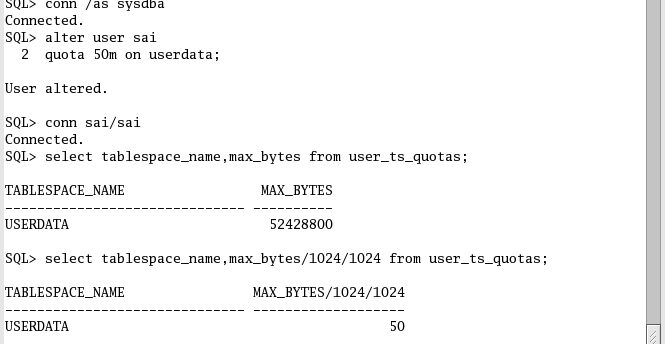 SQL> conn /as sysdba
Connected.
SQL> alter user sai
  2  quota 50m on userdata;
User altered.
SQL> conn sai/sai
Connected.
SQL> select tablespace_name,max_bytes from user_ts_quotas;
TABLESPACE_NAME                 MAX_BYTES
------------------------------ ----------
USERDATA                         52428800
SQL> select tablespace_name,max_bytes/1024/1024 from user_ts_quotas;
TABLESPACE_NAME                MAX_BYTES/1024/1024
------------------------------ -------------------
USERDATA                                        50